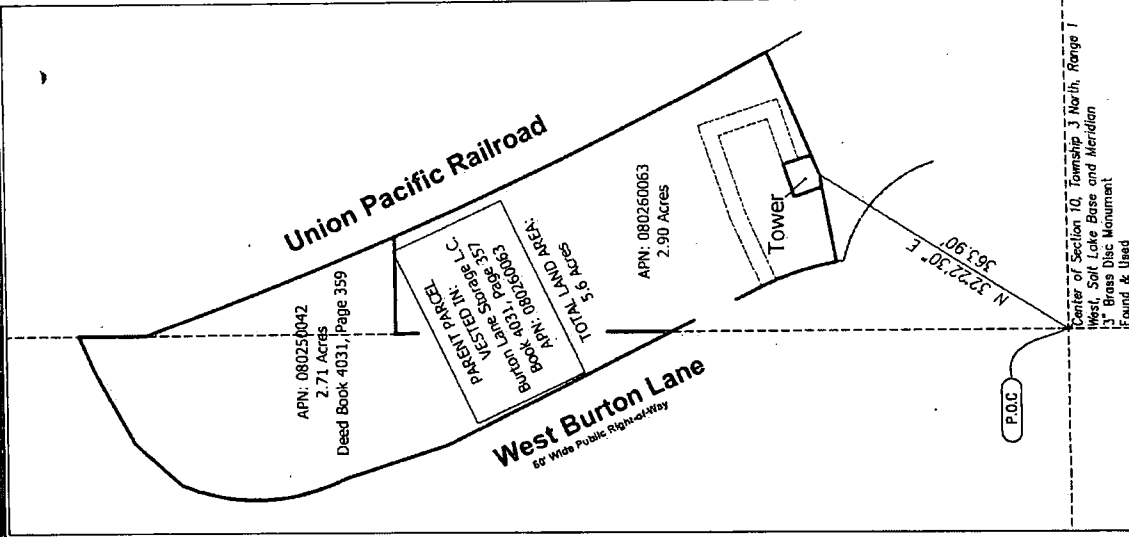 Union Pacific Railroad
APN: 080250042
2.71 Acres
Deed Book 4031, Page 359
PARENT PARCEL
VESTED IN:
Burton Lane Storage L.C.
Book 4031, Page 357
APN: 080260063
TOTAL LAND AREA:
5.6 Acres
APN: 080260063
2.90 Acres
Tower
West Burton Lane
60' Wide Public Right-of-Way
N 32°22'30" E
363.90'
P.O.C
Center of Section 10, Township 3 North, Range 1
West, Salt Lake Base and Meridian
3" Brass Disc Monument
Found & Used